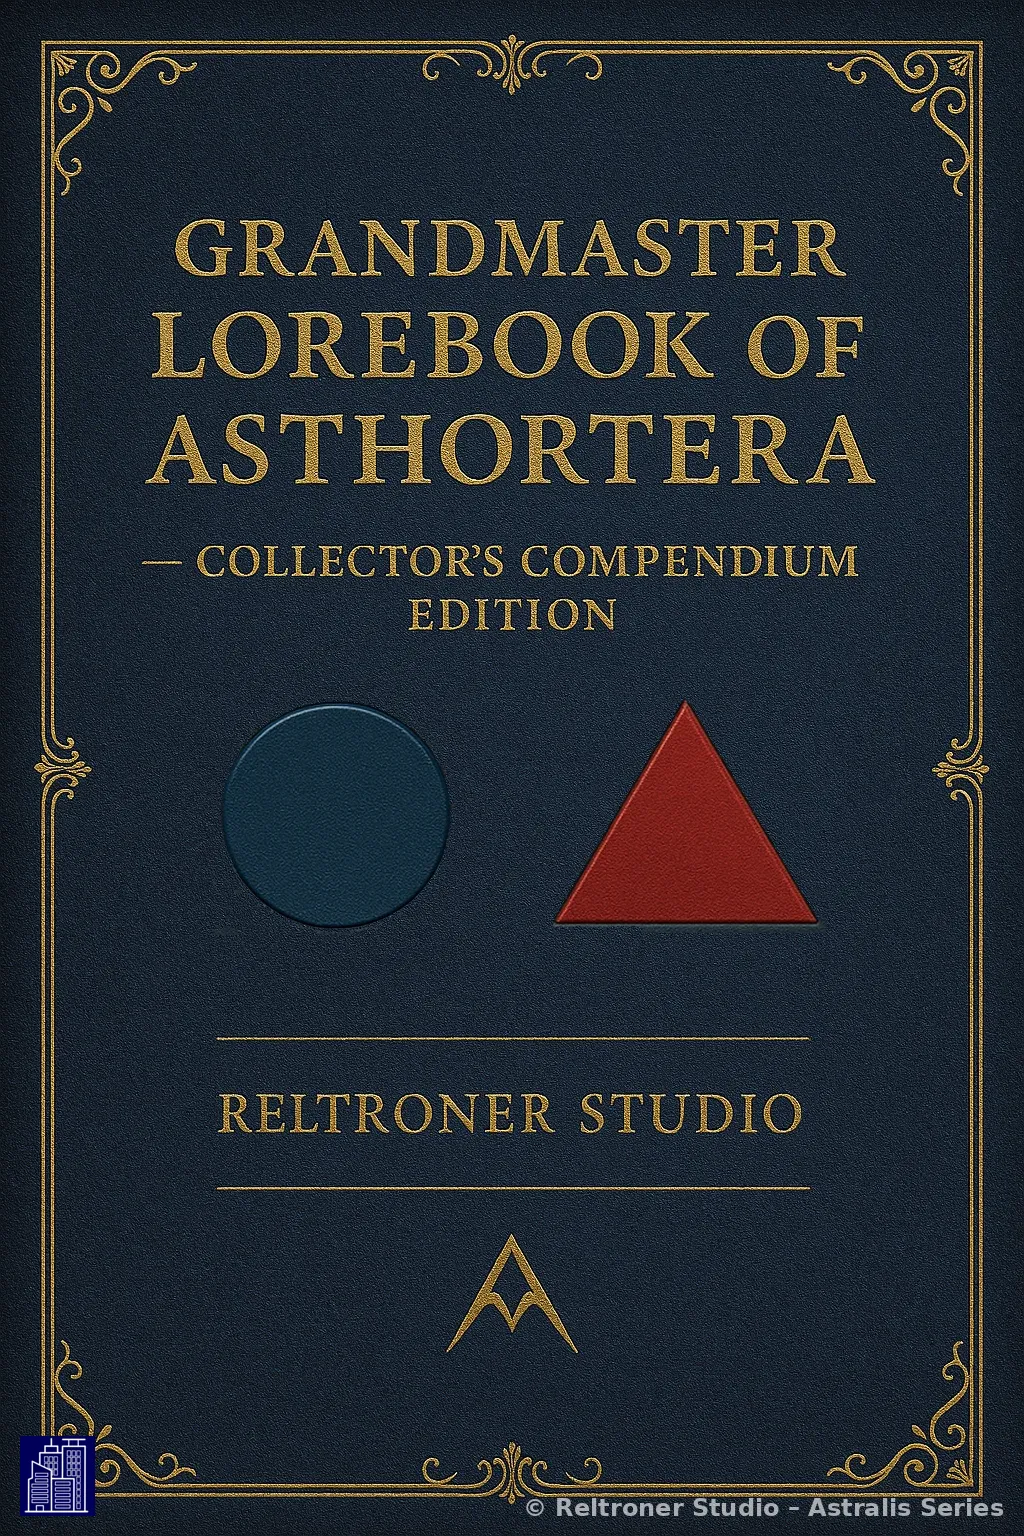 GRANDMASTER
LOREBOOK OF
ASTHORTERA
— COLLECTOR’S COMPENDIUM
EDITION
RELTRONER STUDIO
© Reltroner Studio – Astralis Series